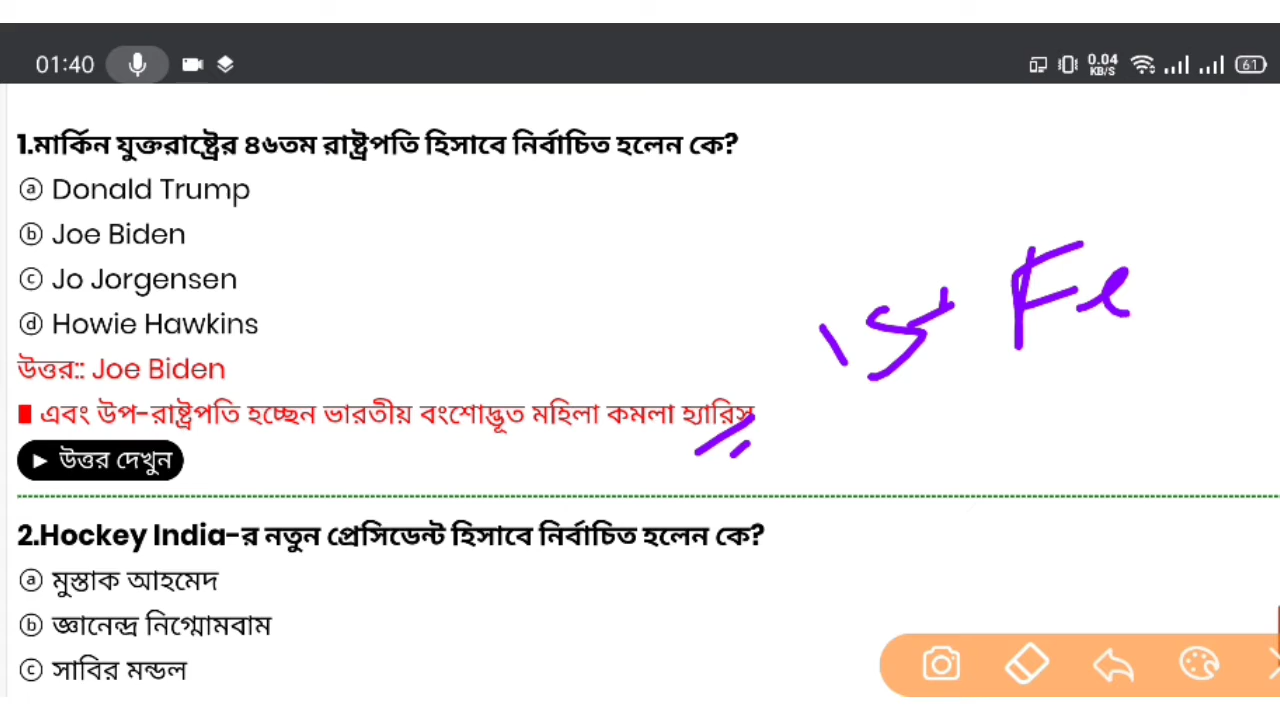 01:40 0.04 KB/S 61
1.মার্কিন যুক্তরাষ্ট্রের ৪৬তম রাষ্ট্রপতি হিসাবে নির্বাচিত হলেন কে?
ⓐ Donald Trump
ⓑ Joe Biden
ⓒ Jo Jorgensen
ⓓ Howie Hawkins
1st Fe
উত্তর:: Joe Biden
■ এবং উপ-রাষ্ট্রপতি হচ্ছেন ভারতীয় বংশোদ্ভূত মহিলা কমলা হ্যারিস
► উত্তর দেখুন
2.Hockey India-র নতুন প্রেসিডেন্ট হিসাবে নির্বাচিত হলেন কে?
ⓐ মুস্তাক আহমেদ
ⓑ জ্ঞানেন্দ্র নিগোমবাম
ⓒ সাবির মন্ডল